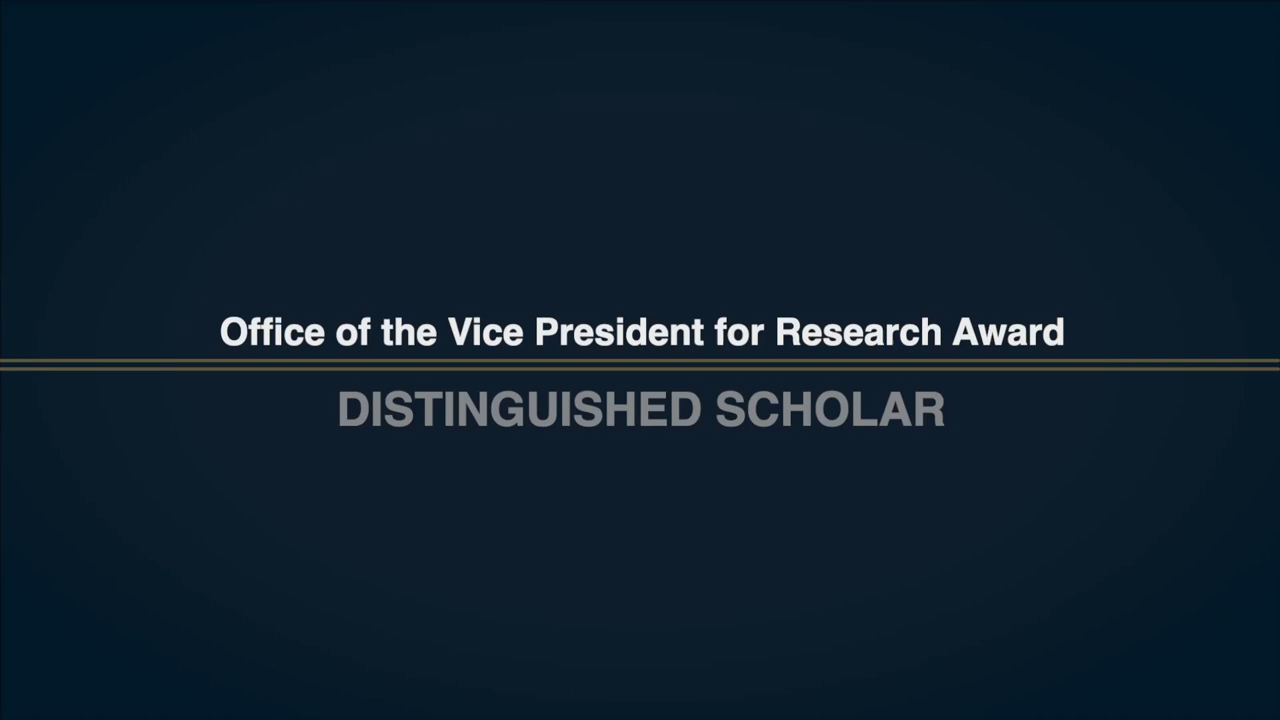 Office of the Vice President for Research Award
DISTINGUISHED SCHOLAR